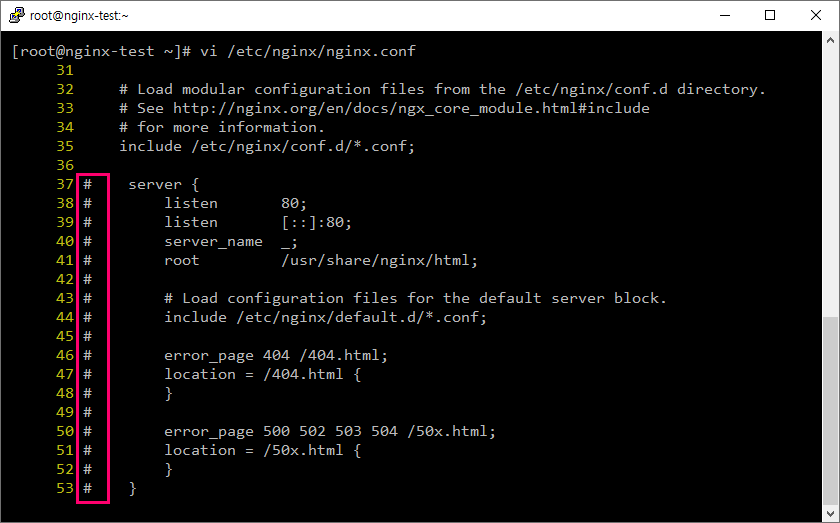 root@nginx-test:~
[root@nginx-test ~]# vi /etc/nginx/nginx.conf
31
32     # Load modular configuration files from the /etc/nginx/conf.d directory.
33     # See http://nginx.org/en/docs/ngx_core_module.html#include
34     # for more information.
35     include /etc/nginx/conf.d/*.conf;
36
37 #    server {
38 #        listen       80;
39 #        listen       [::]:80;
40 #        server_name  _;
41 #        root         /usr/share/nginx/html;
42 #
43 #        # Load configuration files for the default server block.
44 #        include /etc/nginx/default.d/*.conf;
45 #
46 #        error_page 404 /404.html;
47 #        location = /404.html {
48 #        }
49 #
50 #        error_page 500 502 503 504 /50x.html;
51 #        location = /50x.html {
52 #        }
53 #    }